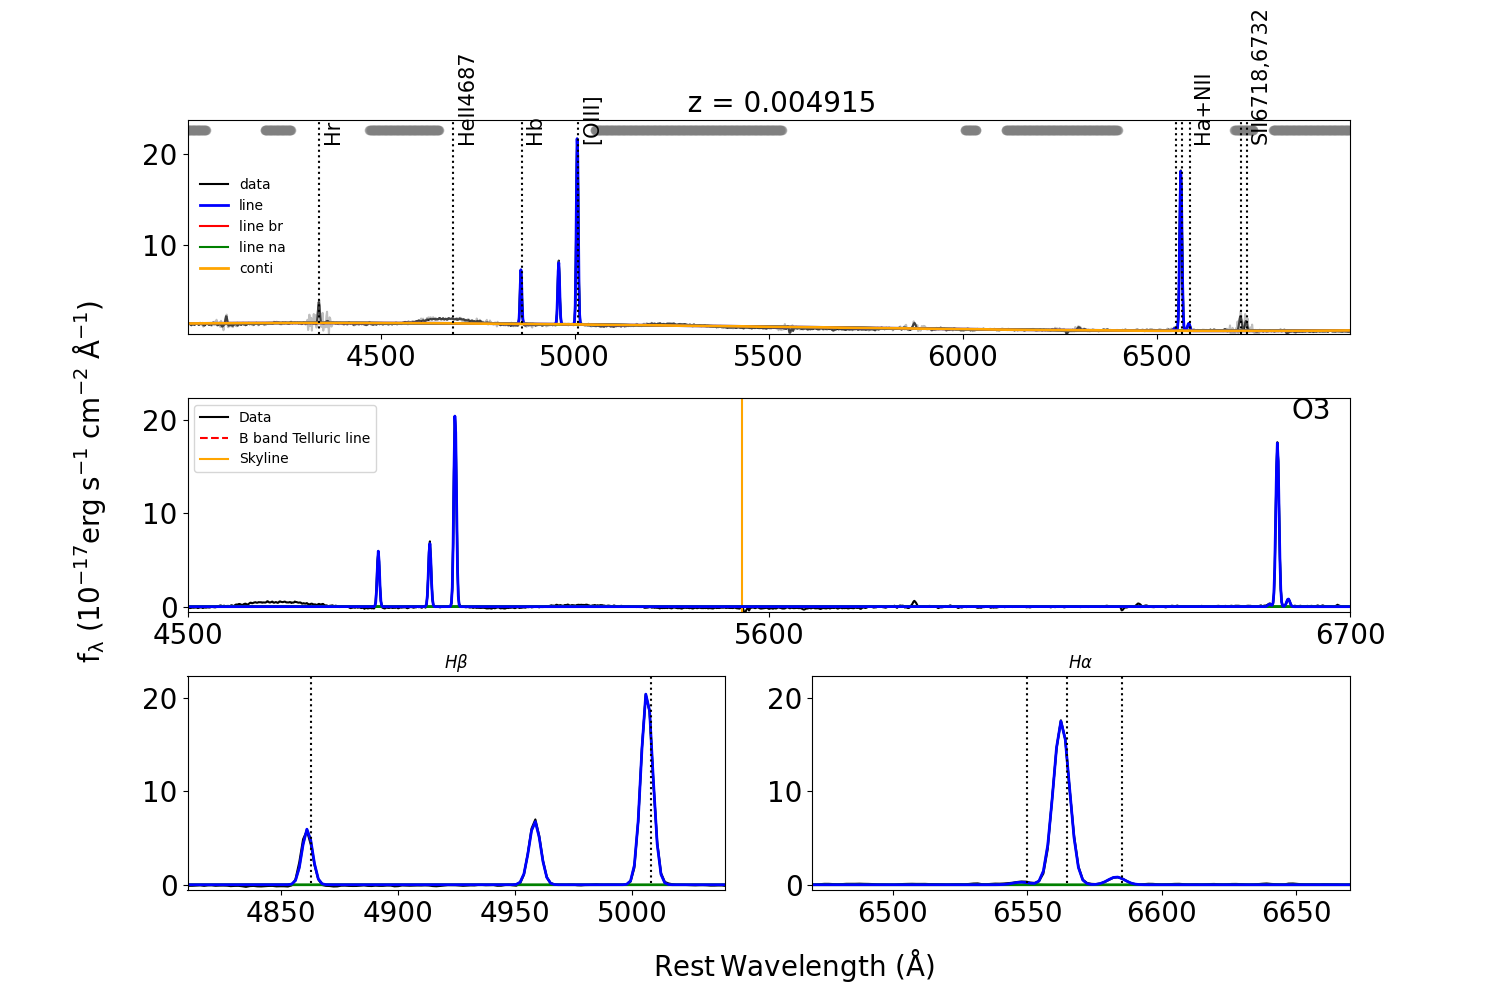 z = 0.004915
Hr
HeII4687
Hb
[OIII]
Ha+NII
SII6718,6732
20
10
data
line
line br
line na
conti
4500 5000 5500 6000 6500
fλ (10⁻¹⁷erg s⁻¹ cm⁻² Å⁻¹)
O3
20
10
0
Data
B band Telluric line
Skyline
4500 5600 6700
Hβ
20
10
0
4850 4900 4950 5000
Hα
20
10
0
6500 6550 6600 6650
Rest Wavelength (Å)